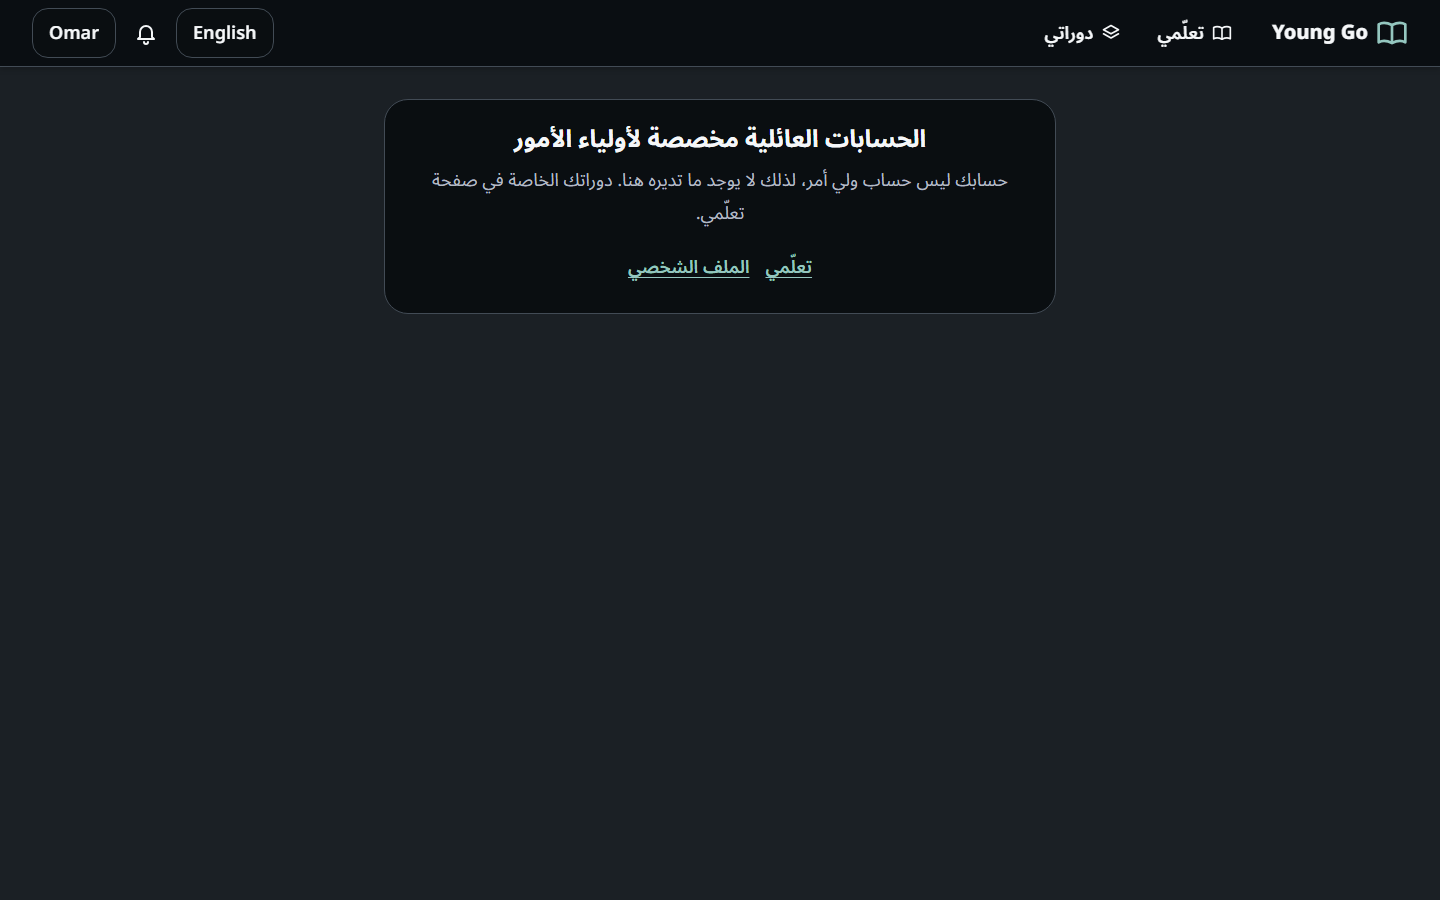 Young Go
تعلّمي
دوراتي
English
Omar
الحسابات العائلية مخصصة لأولياء الأمور
حسابك ليس حساب ولي أمر، لذلك لا يوجد ما تديره هنا. دوراتك الخاصة في صفحة
تعلّمي.
تعلّمي الملف الشخصي